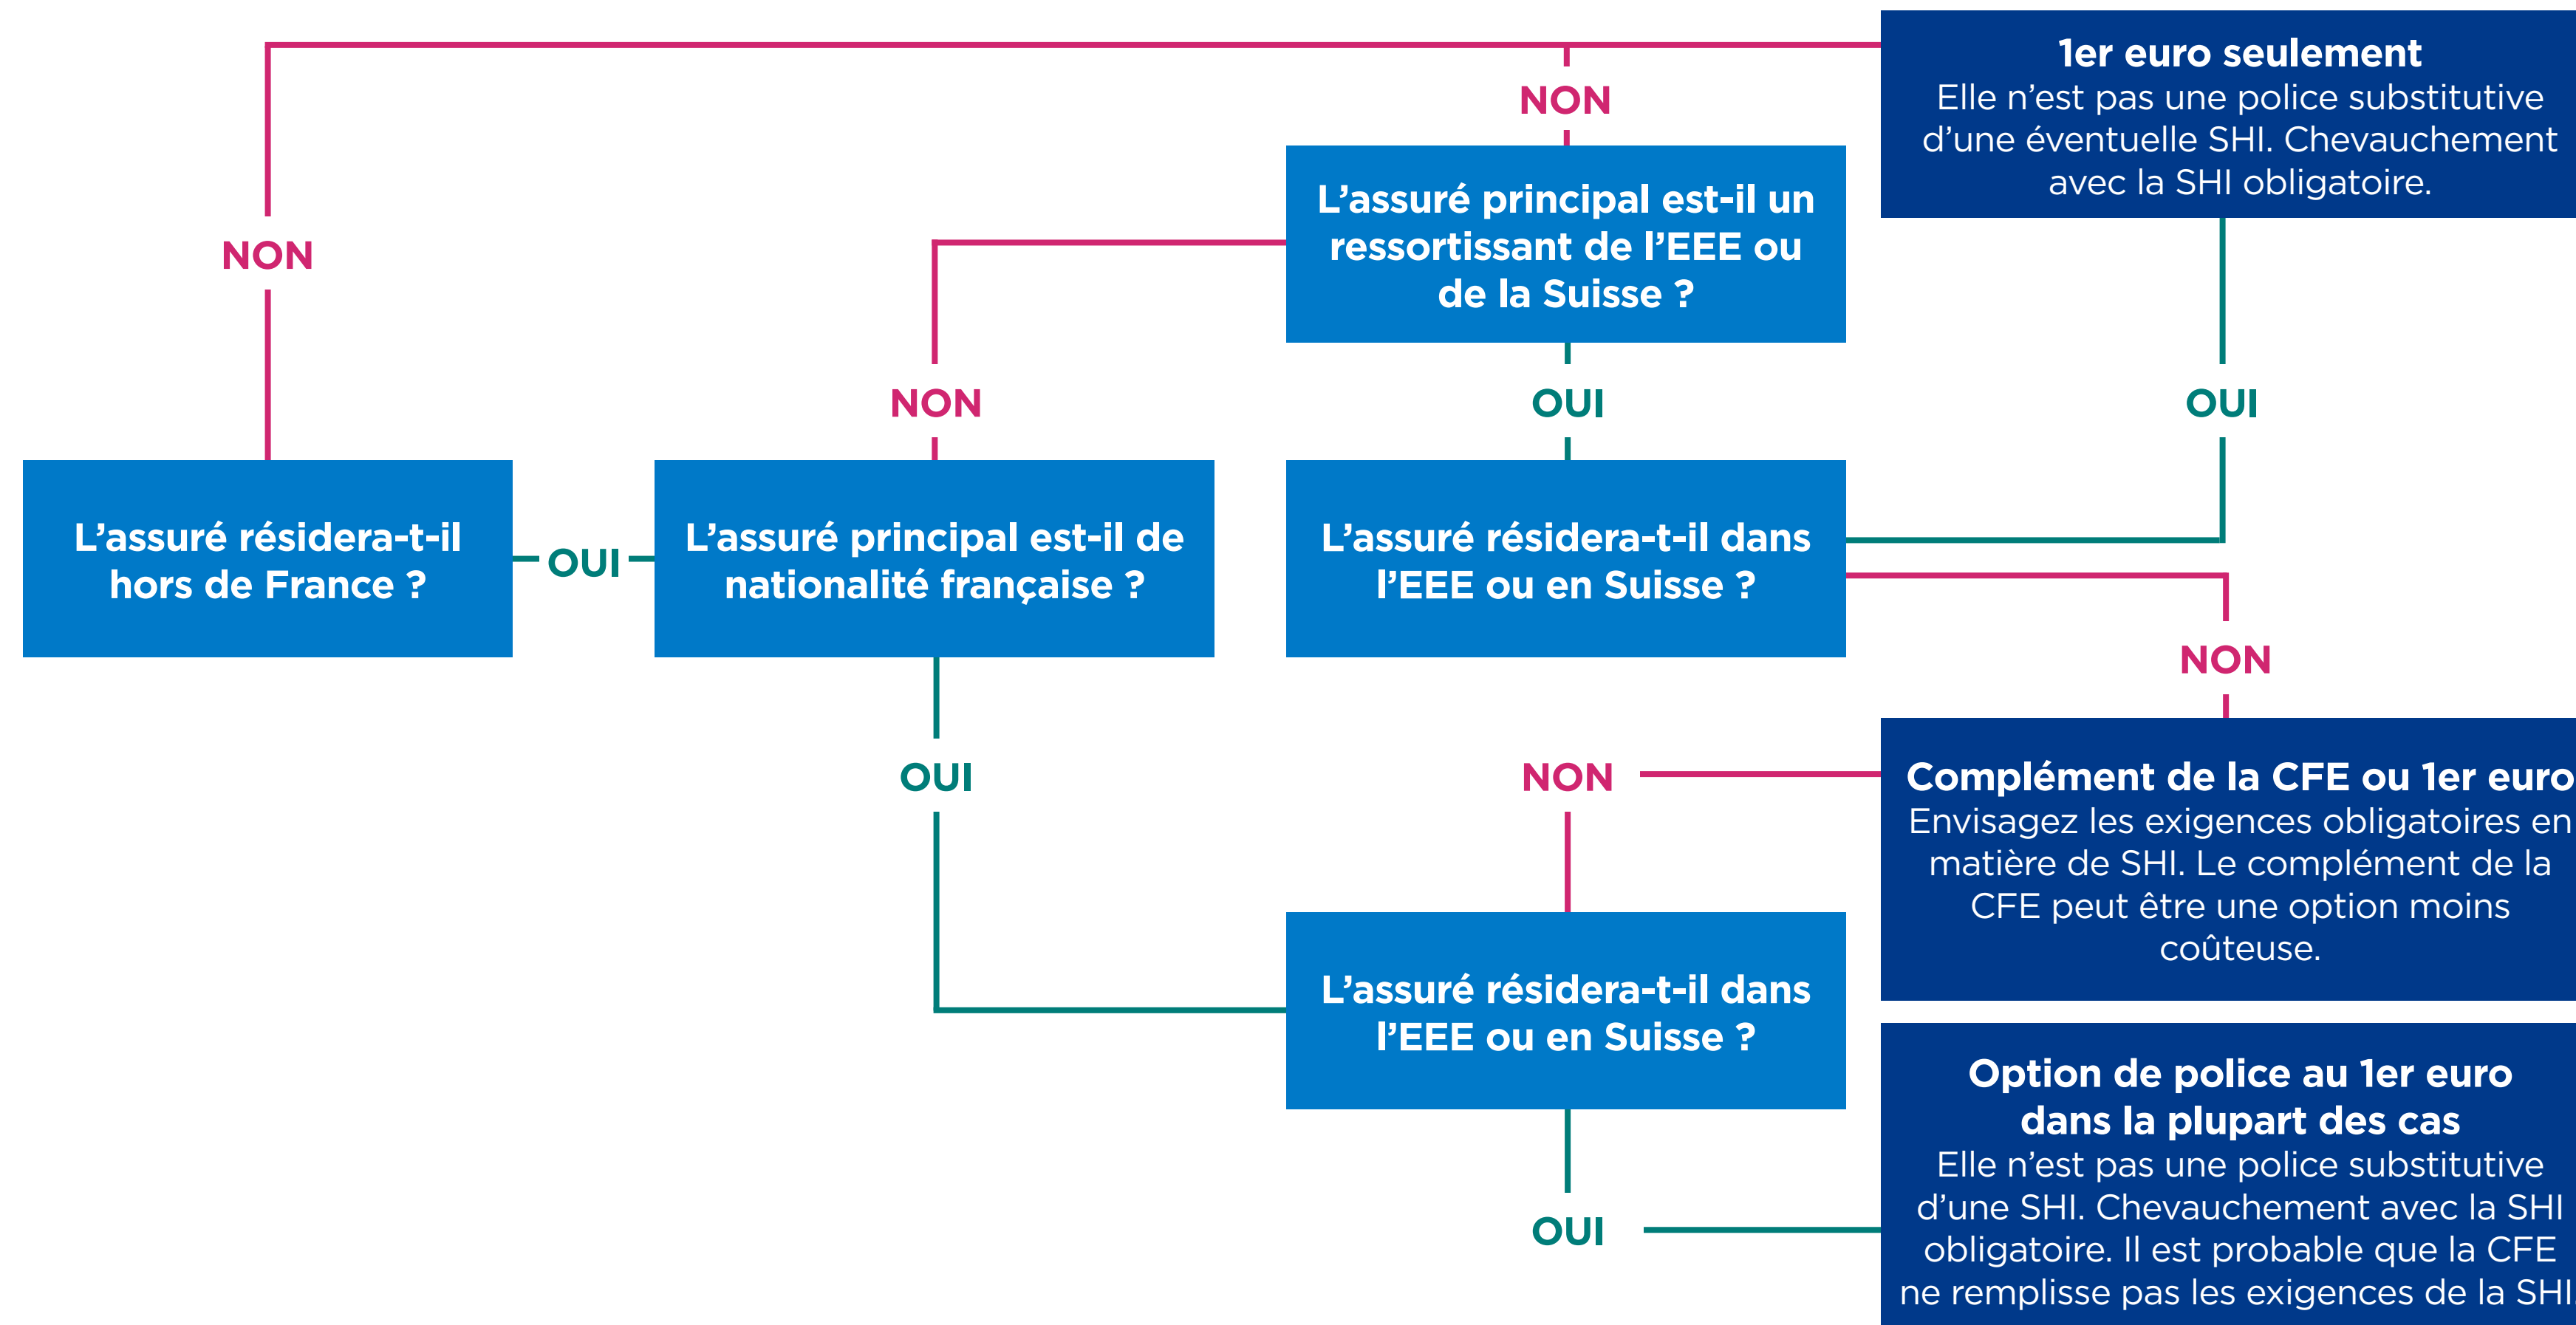 1er euro seulement
Elle n’est pas une police substitutive
d’une éventuelle SHI. Chevauchement
avec la SHI obligatoire.
NON
L’assuré principal est-il un
ressortissant de l’EEE ou
de la Suisse ?
NON
NON
OUI
OUI
L’assuré résidera-t-il
hors de France ?
OUI
L’assuré principal est-il de
nationalité française ?
L’assuré résidera-t-il dans
l’EEE ou en Suisse ?
NON
OUI
NON
Complément de la CFE ou 1er euro
Envisagez les exigences obligatoires en
matière de SHI. Le complément de la
CFE peut être une option moins
coûteuse.
L’assuré résidera-t-il dans
l’EEE ou en Suisse ?
OUI
Option de police au 1er euro
dans la plupart des cas
Elle n’est pas une police substitutive
d’une SHI. Chevauchement avec la SHI
obligatoire. Il est probable que la CFE
ne remplisse pas les exigences de la SHI.